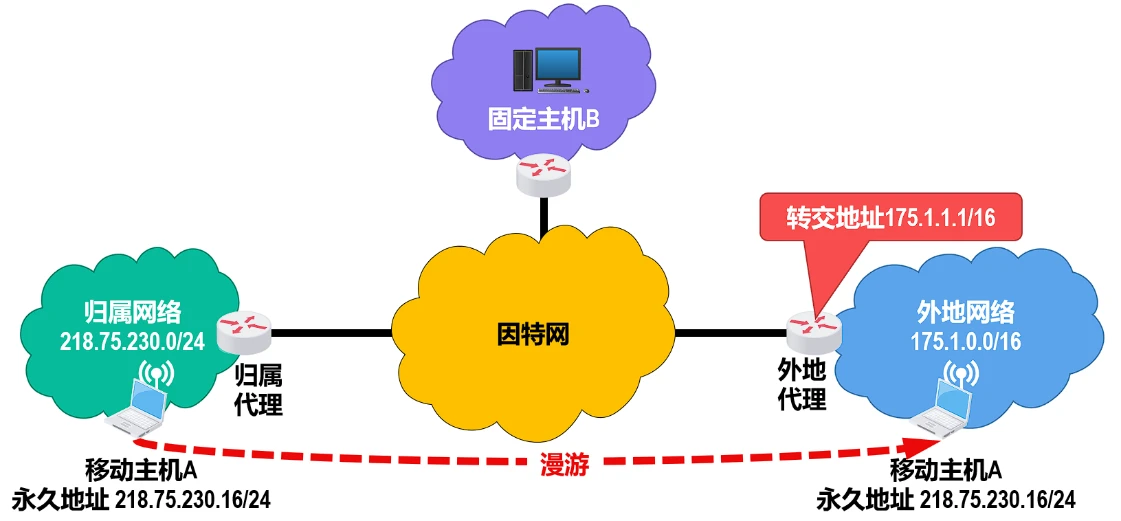 固定主机B
转交地址175.1.1.1/16
归属网络
218.75.230.0/24
因特网
外地网络
175.1.0.0/16
归属
代理
外地
代理
漫游
移动主机A
永久地址 218.75.230.16/24
移动主机A
永久地址 218.75.230.16/24